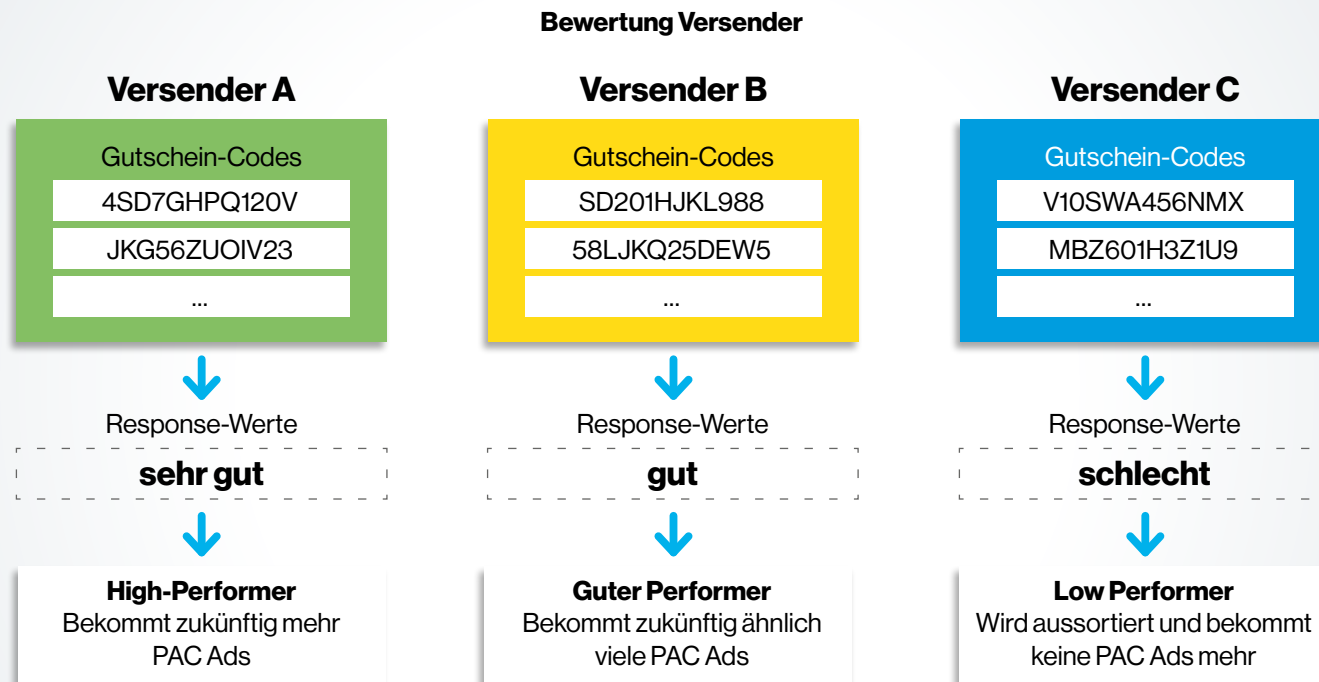 Bewertung Versender
Versender A
Gutschein-Codes
4SD7GHPQ120V
JKG56ZUOIV23
...
Response-Werte
sehr gut
High-Performer
Bekommt zukünftig mehr
PAC Ads
Versender B
Gutschein-Codes
SD201HJKL988
58LJKQ25DEW5
...
Response-Werte
gut
Guter Performer
Bekommt zukünftig ähnlich
viele PAC Ads
Versender C
Gutschein-Codes
V10SWA456NMX
MBZ601H3Z1U9
...
Response-Werte
schlecht
Low Performer
Wird aussortiert und bekommt
keine PAC Ads mehr